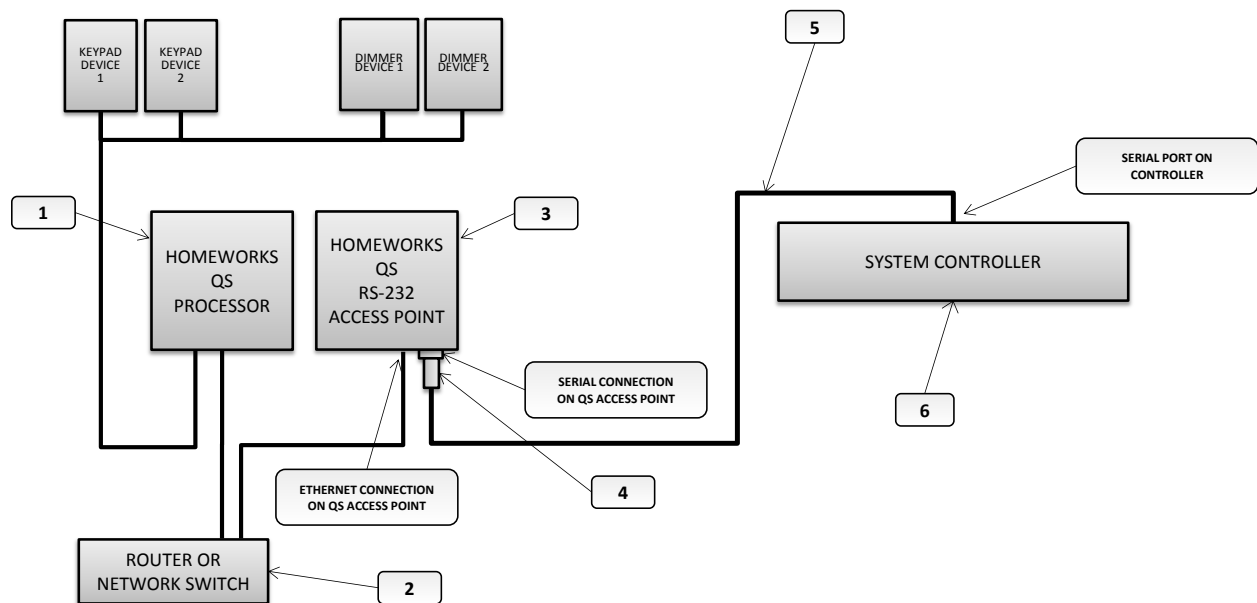 5
KEYPAD
DEVICE
1
KEYPAD
DEVICE
2
DIMMER
DEVICE 1
DIMMER
DEVICE 2
SERIAL PORT ON
CONTROLLER
1
3
HOMEWORKS
QS
PROCESSOR
HOMEWORKS
QS
RS-232
ACCESS POINT
SYSTEM CONTROLLER
SERIAL CONNECTION
ON QS ACCESS POINT
6
ETHERNET CONNECTION
ON QS ACCESS POINT
4
ROUTER OR
NETWORK SWITCH
2